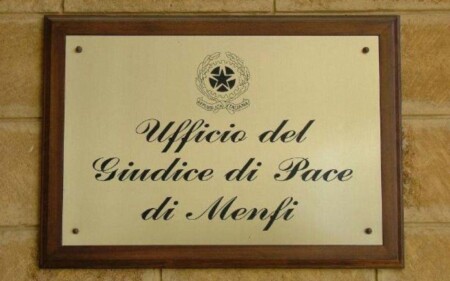 Ufficio del
Giudice di Pace
di Menfi